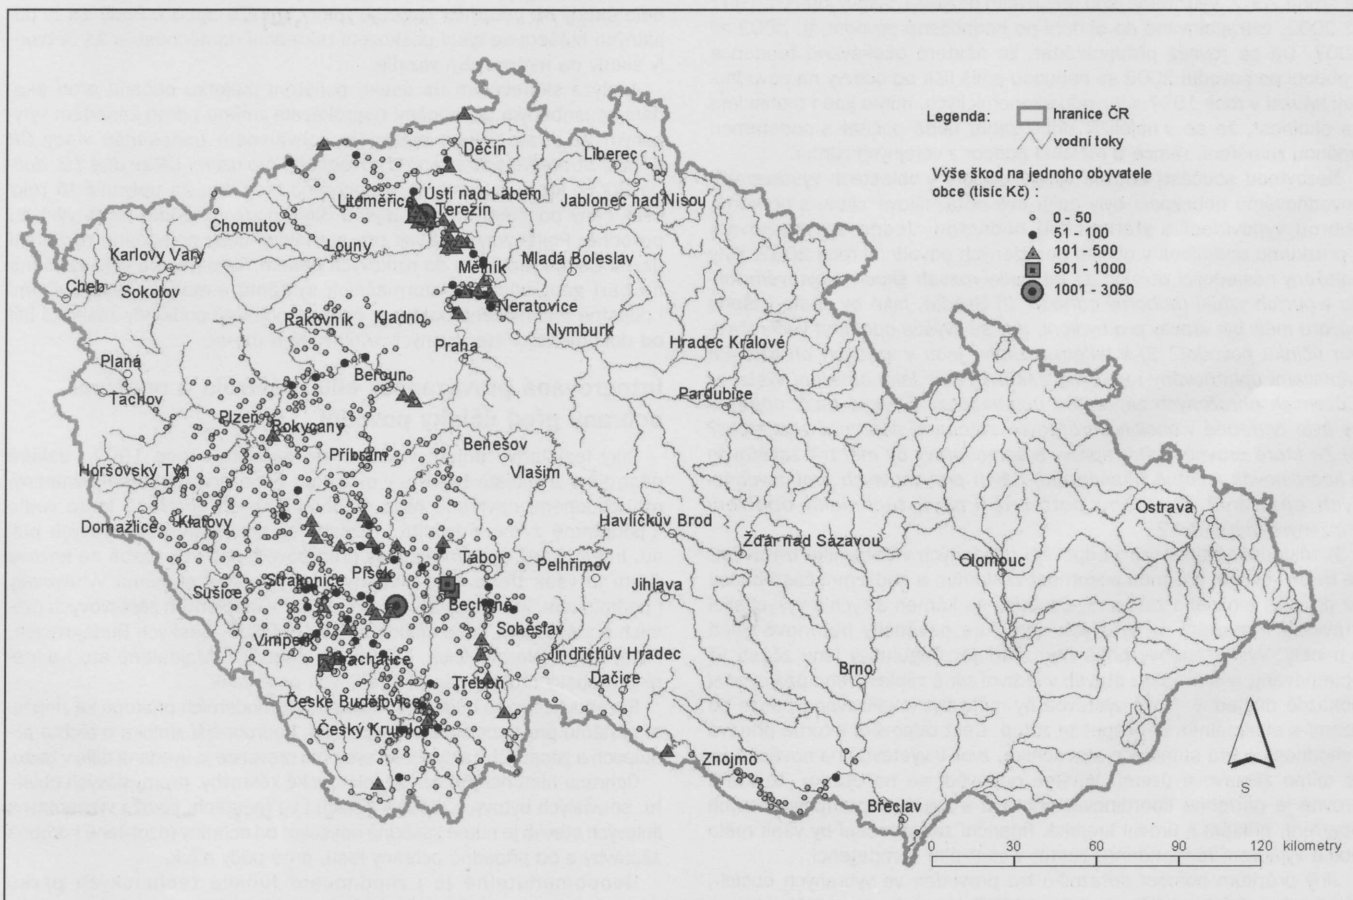 Legenda:
hranice ČR
vodní toky
Výše škod na jednoho obyvatele
obce (tisíc Kč) :
0 - 50
51 - 100
101 - 500
501 - 1000
1001 - 3050
Děčín
Liberec
Ústí nad Labem
Litoměřice
Terezín
Jablonec nad Nisou
Chomutov
Louny
Karlovy Vary
Mělník
Mladá Boleslav
Cheb
Sokolov
Neratovice
Rakovník
Kladno
Nymburk
Praha
Hradec Králové
Planá
Beroun
Tachov
Pardubice
Plzeň
Rokycany
Benešov
Příbram
Horšovský Týn
Vlašim
Domažlice
Klatovy
Havlíčkův Brod
Ostrava
Žďár nad Sázavou
Tábor
Olomouc
Pelhřimov
Strakonice
Písek
Jihlava
Sušice
Bechyně
Vimperk
Soběslav
Prachatice
Jindřichův Hradec
Brno
Třeboň
Dačice
České Budějovice
Český Krumlov
Znojmo
Břeclav
S
0 30 60 90 120 kilometry